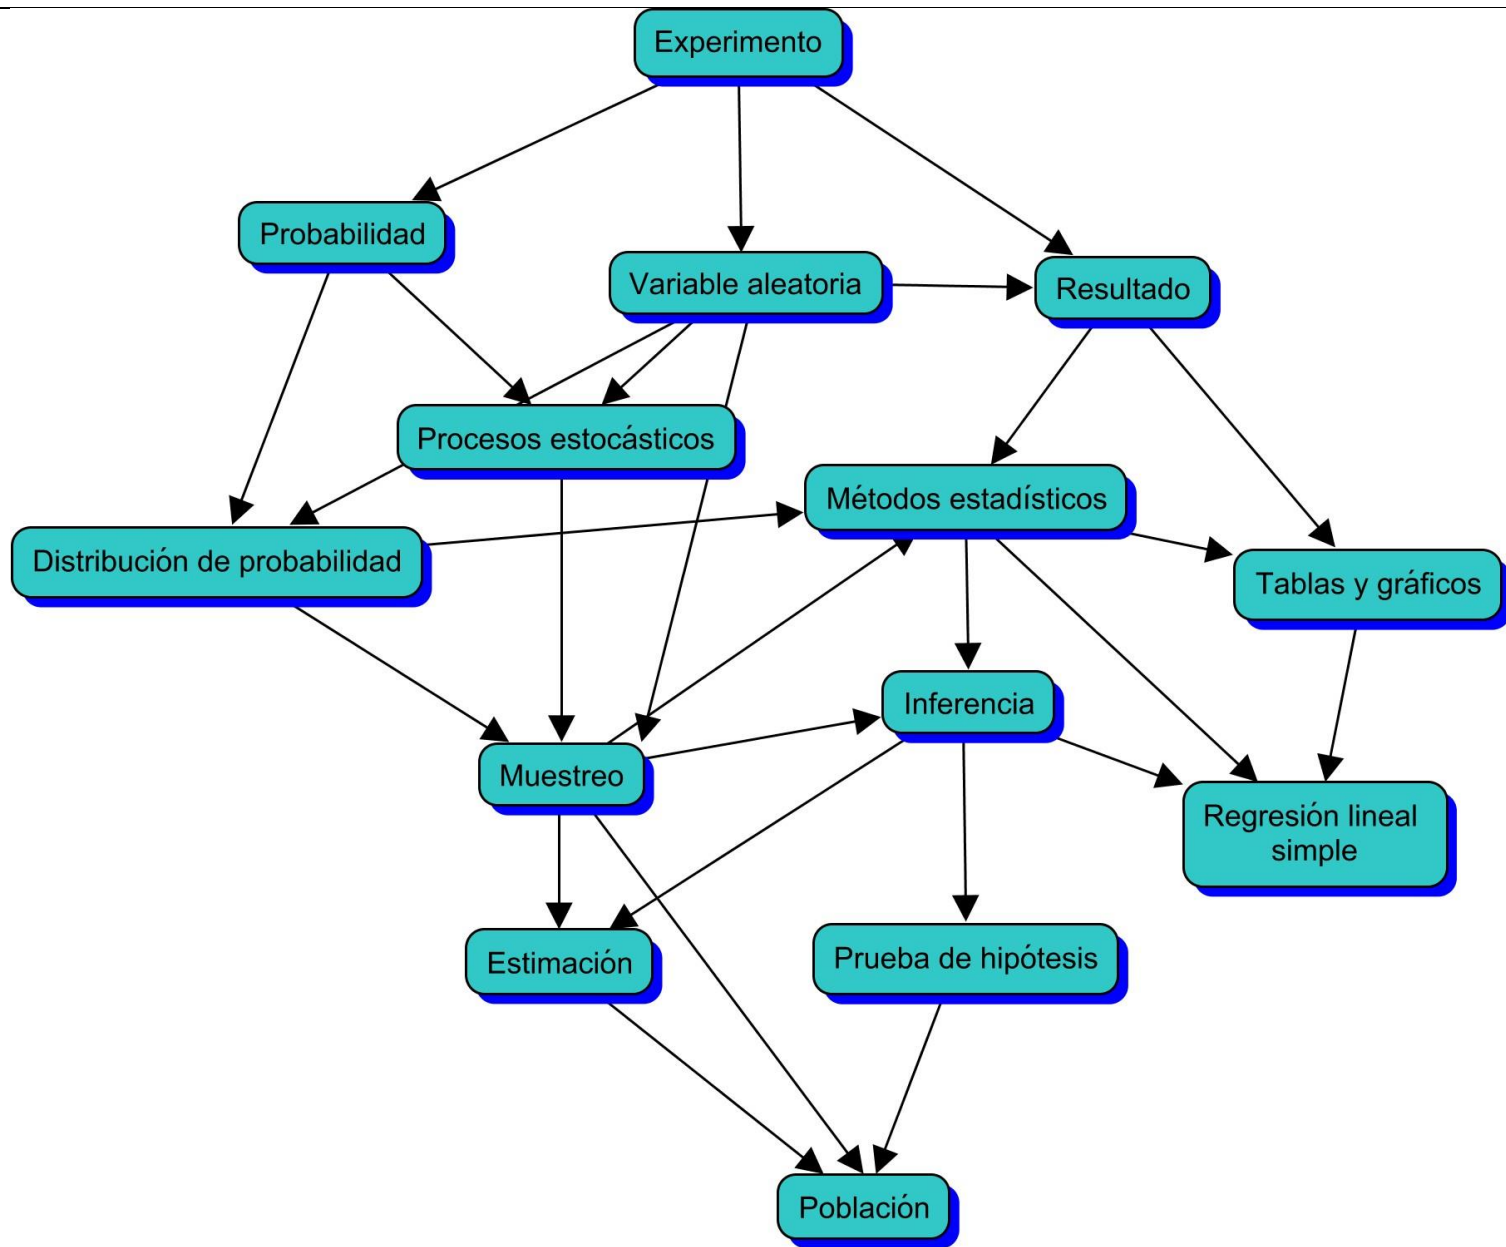 Experimento
Probabilidad
Variable aleatoria
Resultado
Procesos estocásticos
Métodos estadísticos
Distribución de probabilidad
Tablas y gráficos
Inferencia
Muestreo
Regresión lineal
simple
Estimación
Prueba de hipótesis
Población